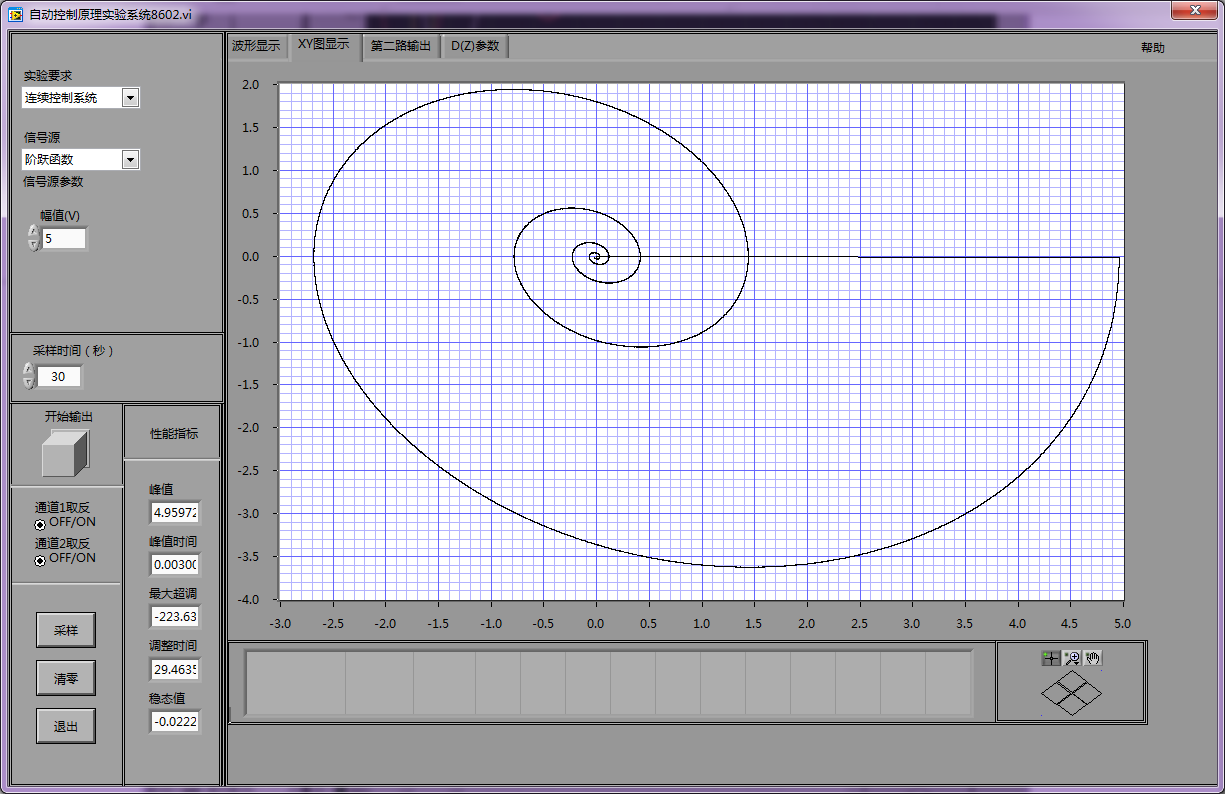 自动控制原理实验系统8602.vi
波形显示 XY图显示 第二路输出 D(Z)参数 帮助
实验要求
连续控制系统
信号源
阶跃函数
信号源参数
幅值(V)
5
采样时间（秒）
30
开始输出
通道1取反
OFF/ON
通道2取反
OFF/ON
采样
清零
退出
性能指标
峰值
4.95972
峰值时间
0.00300
最大超调
-223.63
调整时间
29.4635
稳态值
-0.0222
2.0
1.5
1.0
0.5
0.0
-0.5
-1.0
-1.5
-2.0
-2.5
-3.0
-3.5
-4.0
-3.0 -2.5 -2.0 -1.5 -1.0 -0.5 0.0 0.5 1.0 1.5 2.0 2.5 3.0 3.5 4.0 4.5 5.0